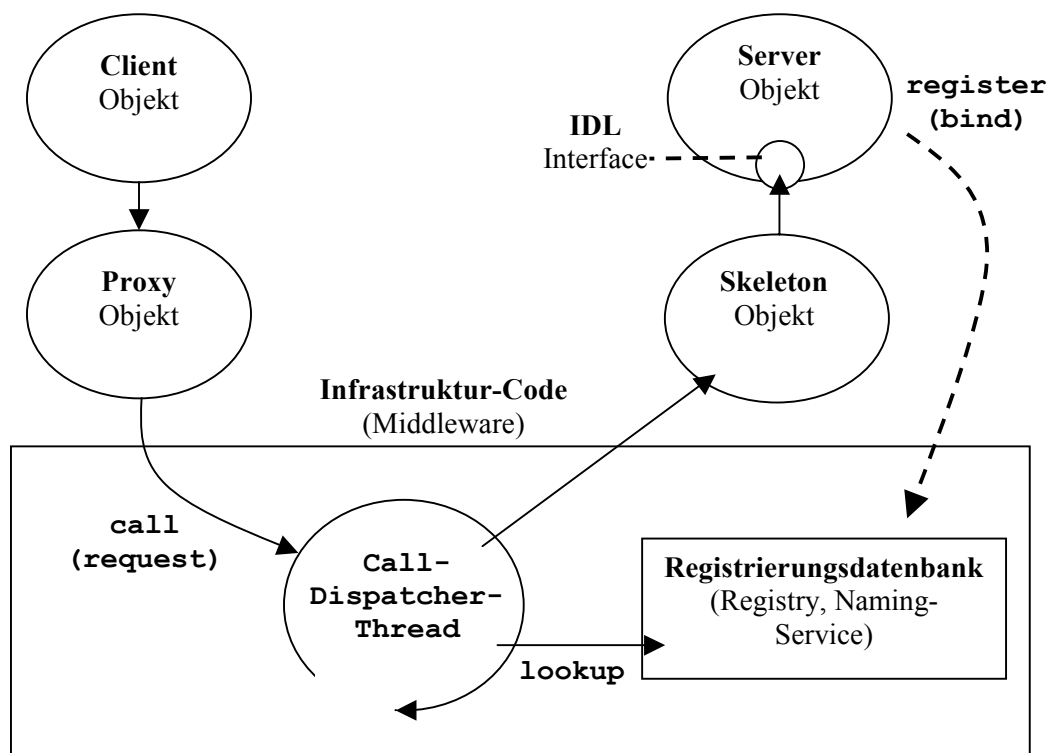 Client
Objekt
Server
Objekt
register
(bind)
IDL
Interface
Proxy
Objekt
Skeleton
Objekt
Infrastruktur-Code
(Middleware)
call
(request)
Call-
Dispatcher-
Thread
Registrierungsdatenbank
(Registry, Naming-
Service)
lookup